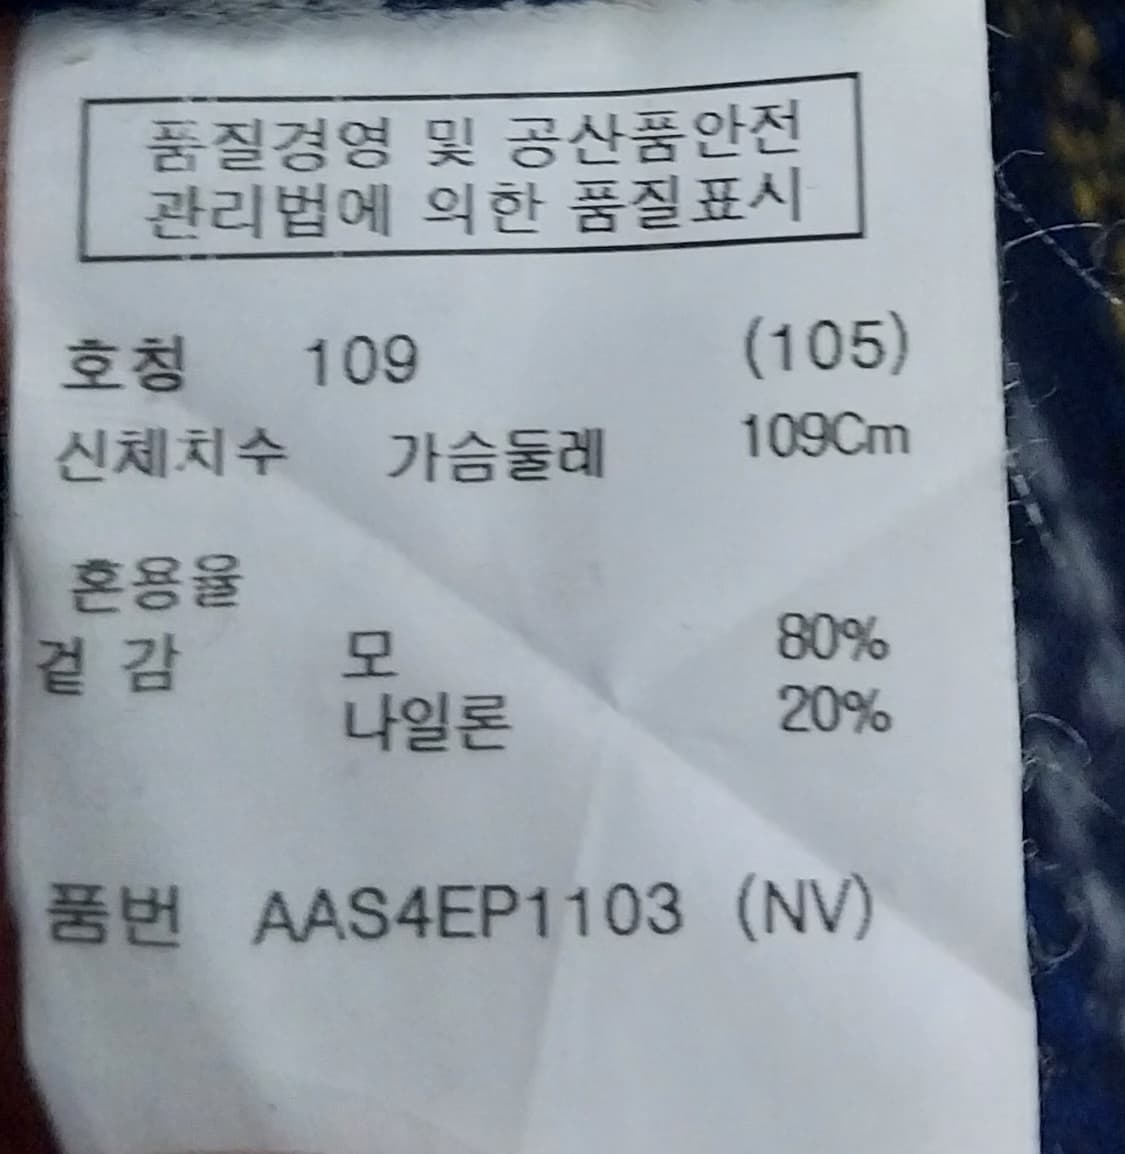 품질경영 및 공산품안전
관리법에 의한 품질표시
호칭 109 (105)
신체치수 가슴둘레 109Cm
혼용율
겉 감 모 80%
나일론 20%
품번 AAS4EP1103 (NV)